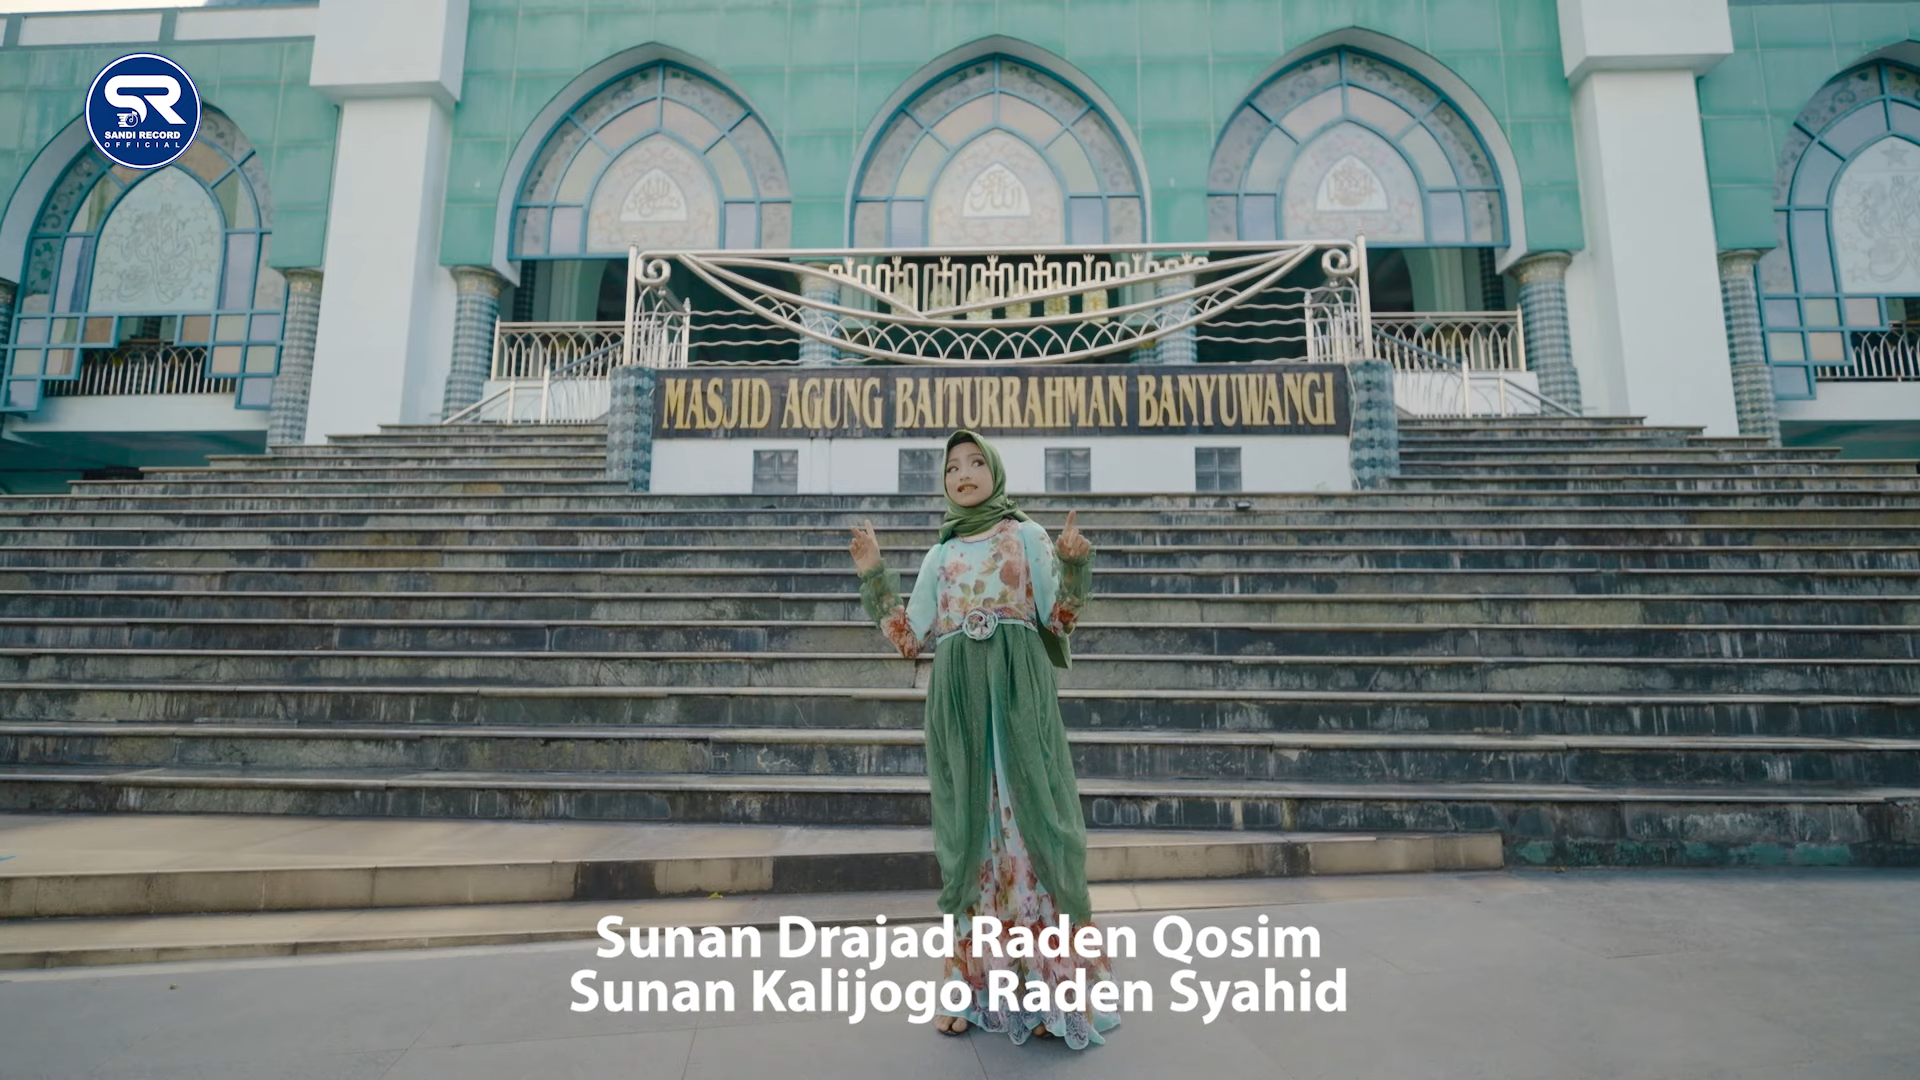 SR
SANDI RECORD
OFFICIAL
MASJID AGUNG BAITURRAHMAN BANYUWANGI
Sunan Drajad Raden Qosim
Sunan Kalijogo Raden Syahid